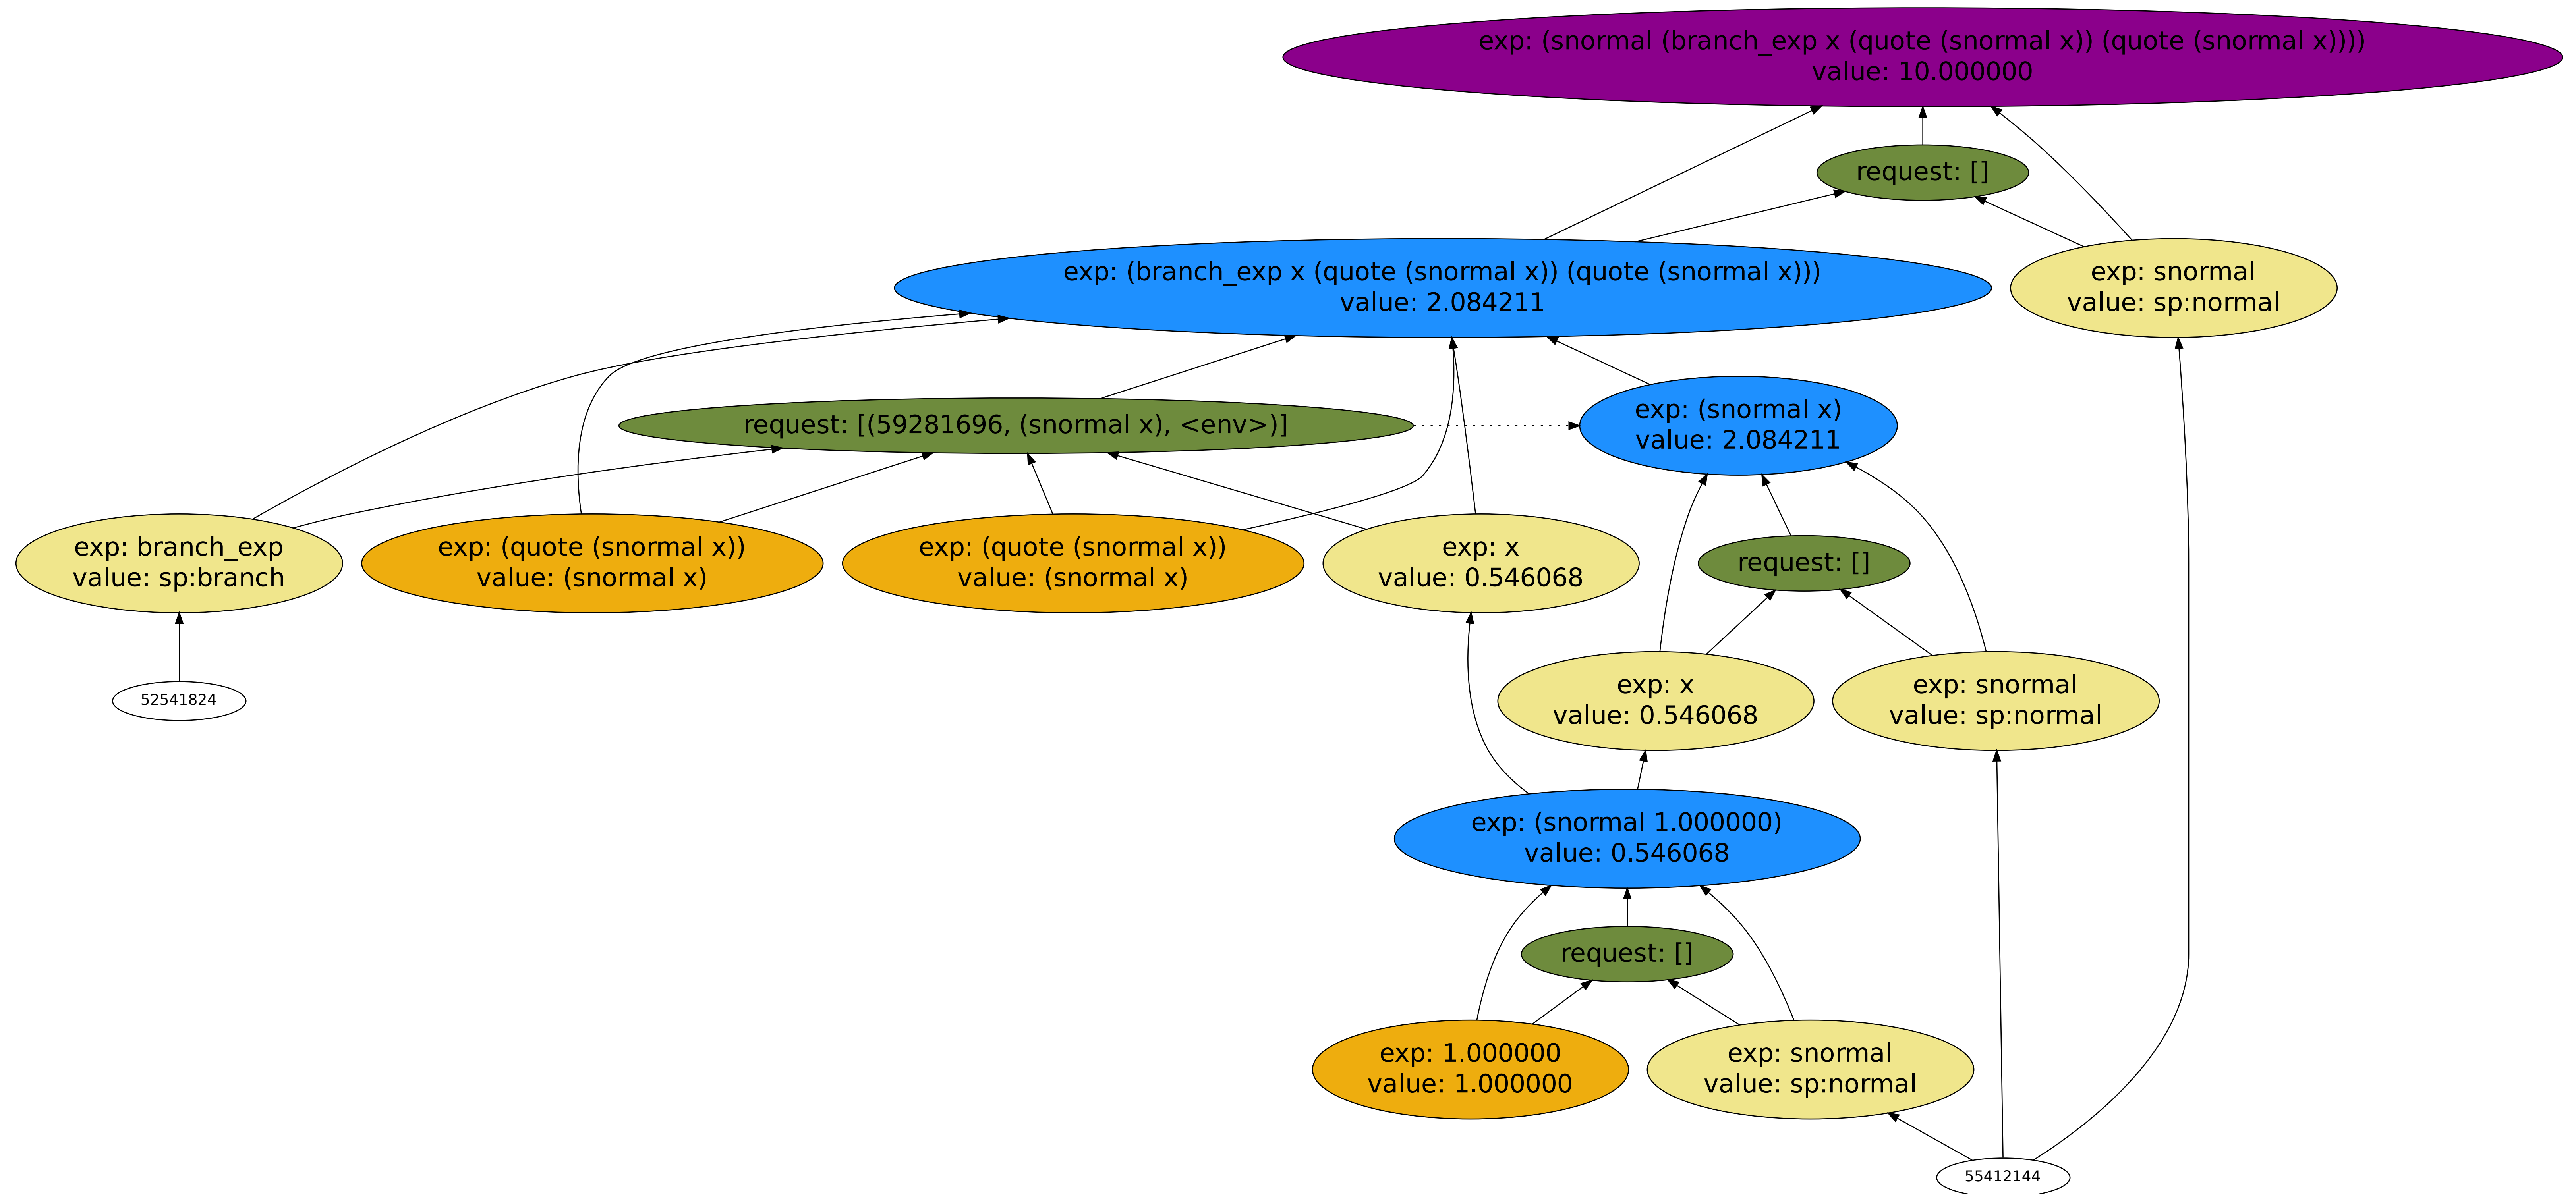 exp: (snormal (branch_exp x (quote (snormal x)) (quote (snormal x))))
value: 10.000000
request: []
exp: (branch_exp x (quote (snormal x)) (quote (snormal x)))
value: 2.084211
exp: snormal
value: sp:normal
request: [(59281696, (snormal x), <env>)]
exp: (snormal x)
value: 2.084211
exp: branch_exp
value: sp:branch
exp: (quote (snormal x))
value: (snormal x)
exp: (quote (snormal x))
value: (snormal x)
exp: x
value: 0.546068
request: []
52541824
exp: x
value: 0.546068
exp: snormal
value: sp:normal
exp: (snormal 1.000000)
value: 0.546068
request: []
exp: 1.000000
value: 1.000000
exp: snormal
value: sp:normal
55412144